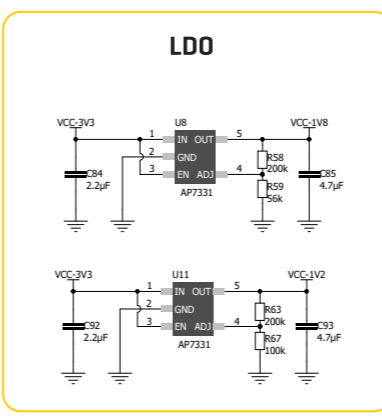 LDO
VCC-3V3
U8
VCC-1V8
1 IN OUT 5
2 GND
3 EN ADJ 4
AP7331
C84
2.2µF
R58
200k
R59
56k
C85
4.7µF
VCC-3V3
U11
VCC-1V2
1 IN OUT 5
2 GND
3 EN ADJ 4
AP7331
C92
2.2µF
R63
200k
R67
100k
C93
4.7µF